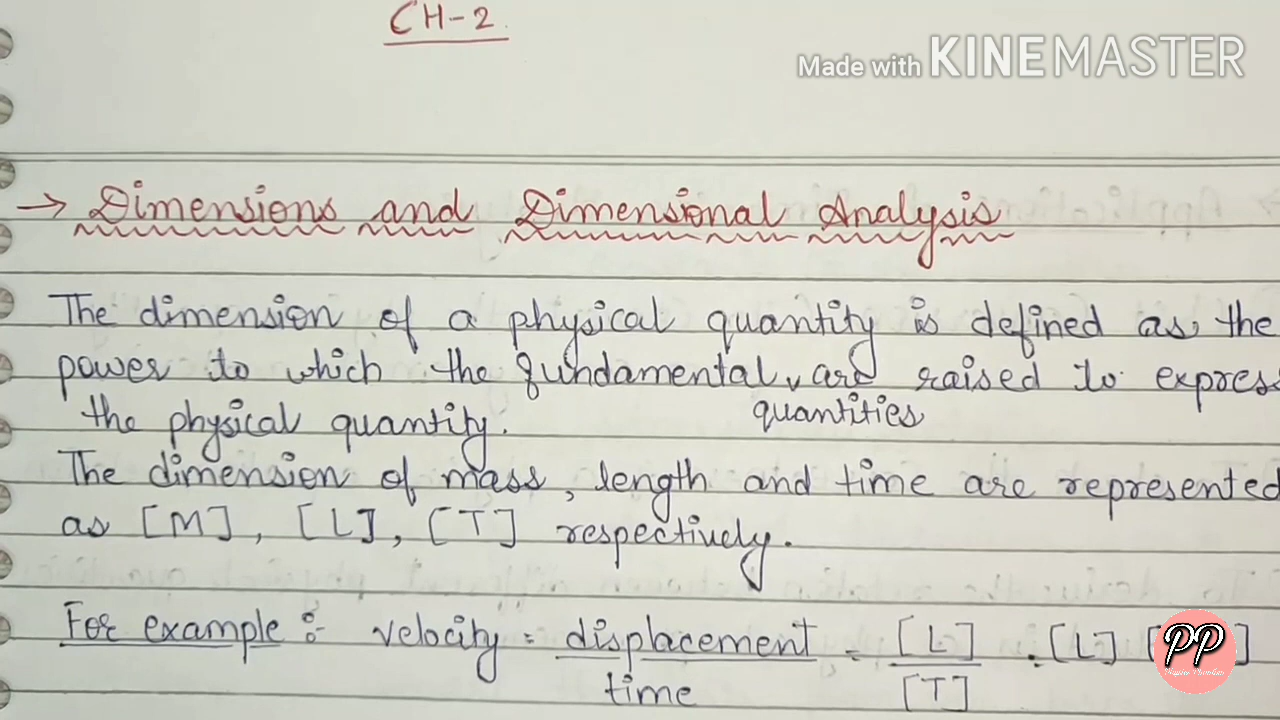 CH-2
Made with KINEMASTER
→ Dimensions and Dimensional Analysis
The dimension of a physical quantity is defined as the
power to which the fundamental quantities are raised to expres
the physical quantity.
The dimension of mass, length and time are represented
as [M], [L], [T] respectively.
For example :- velocity = displacement / time = [L] / [T] = [L] [
PP